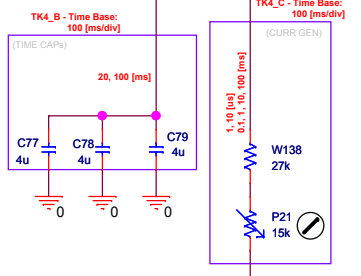 TK4_B - Time Base:
100 [ms/div]
(TIME CAPs)
20, 100 [ms]
C77
4u
C78
4u
C79
4u
0
0
0
TK4_C - Time Base:
100 [ms/div]
(CURR GEN)
1, 10 [us]
0.1, 1, 10, 100 [ms]
W138
27k
P21
15k